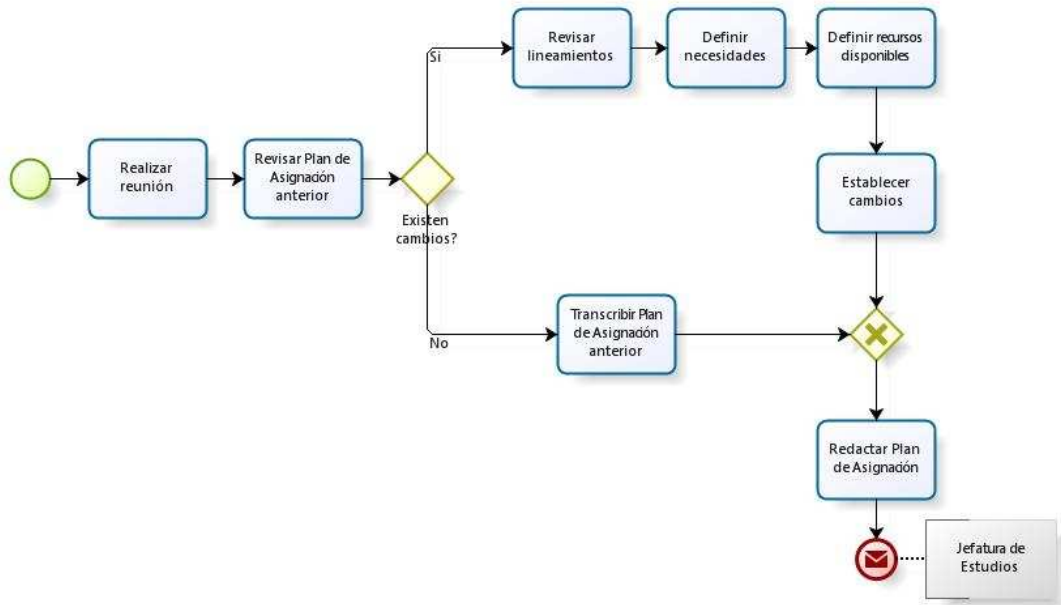 Si
Revisar
lineamientos
Definir
necesidades
Definir recursos
disponibles
Realizar
reunión
Revisar Plan de
Asignación
anterior
Existen
cambios?
Establecer
cambios
No
Transcribir Plan
de Asignación
anterior
Redactar Plan
de Asignación
Jefatura de
Estudios